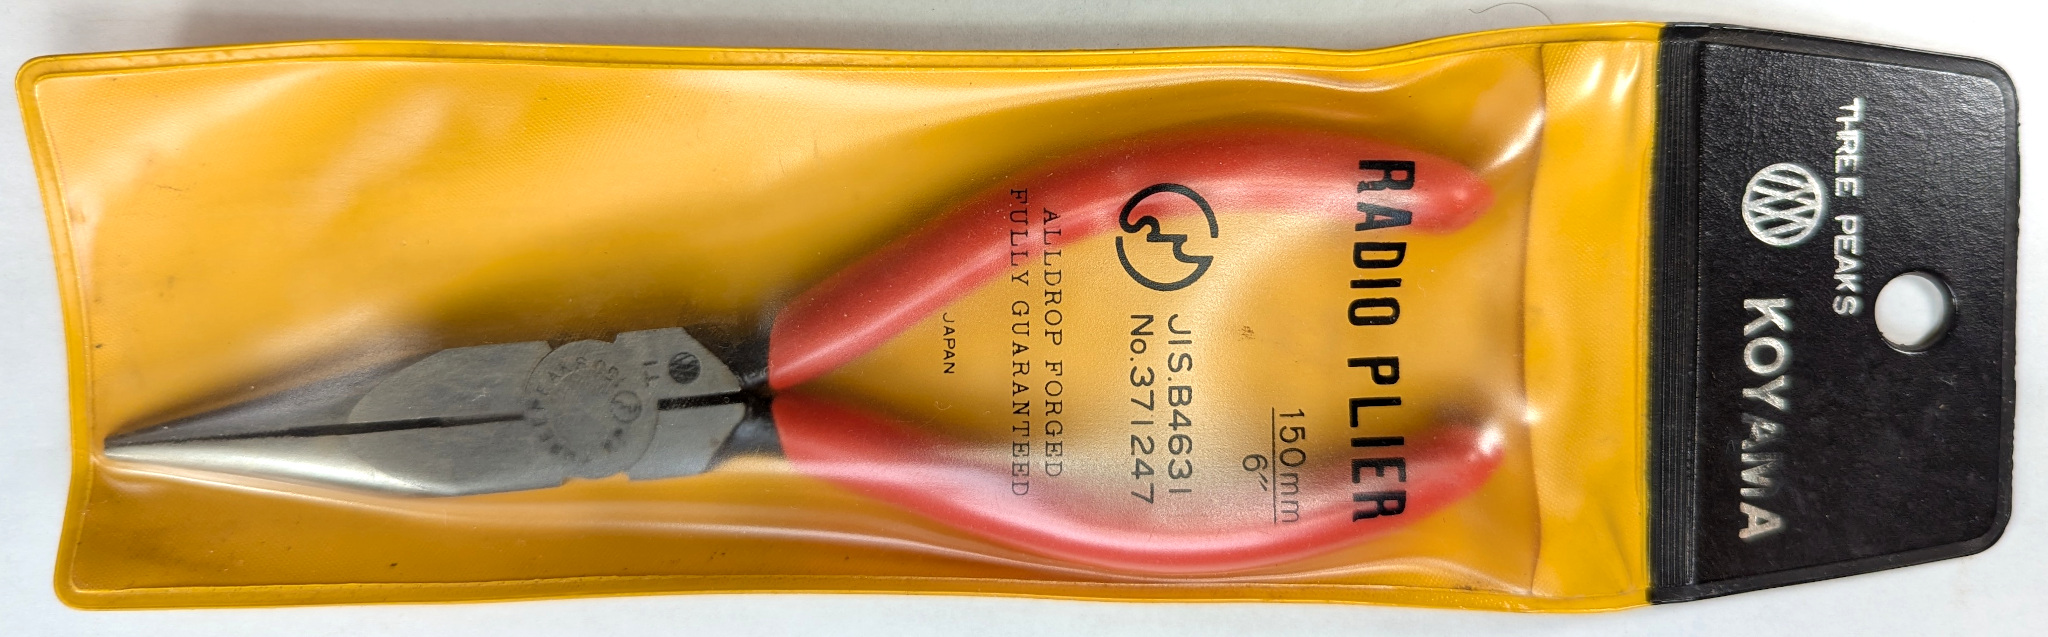 THREE PEAKS
KOYAMA
RADIO PLIER
150mm
6"
JIS.B4631
No.371247
ALLDROP FORGED
FULLY GUARANTEED
JAPAN